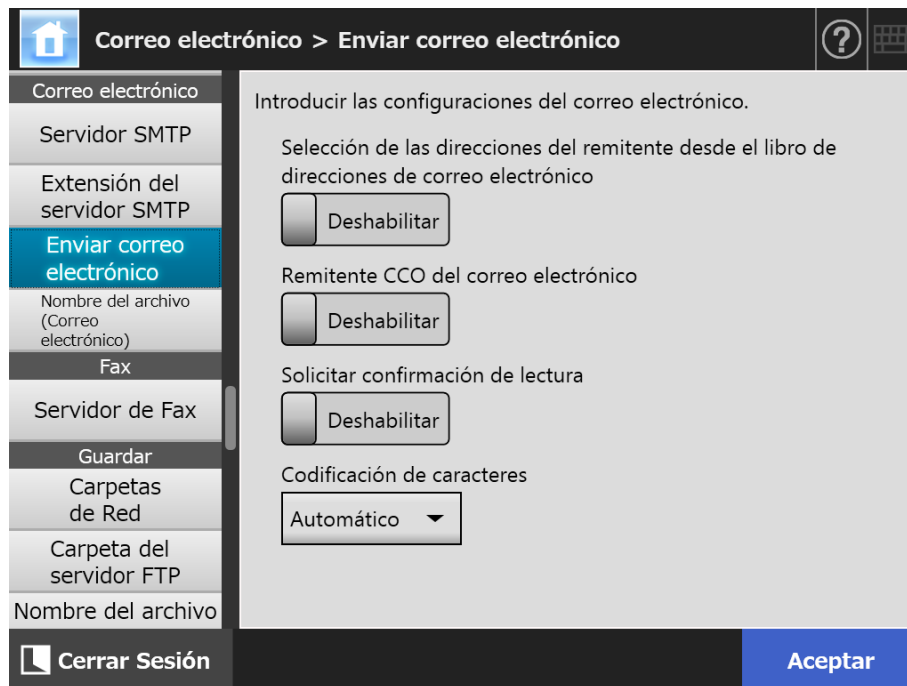 Correo electrónico > Enviar correo electrónico
?
Correo electrónico
Servidor SMTP
Extensión del
servidor SMTP
Enviar correo
electrónico
Nombre del archivo
(Correo
electrónico)
Fax
Servidor de Fax
Guardar
Carpetas
de Red
Carpeta del
servidor FTP
Nombre del archivo
Cerrar Sesión
Introducir las configuraciones del correo electrónico.
Selección de las direcciones del remitente desde el libro de
direcciones de correo electrónico
Deshabilitar
Remitente CCO del correo electrónico
Deshabilitar
Solicitar confirmación de lectura
Deshabilitar
Codificación de caracteres
Automático
Aceptar